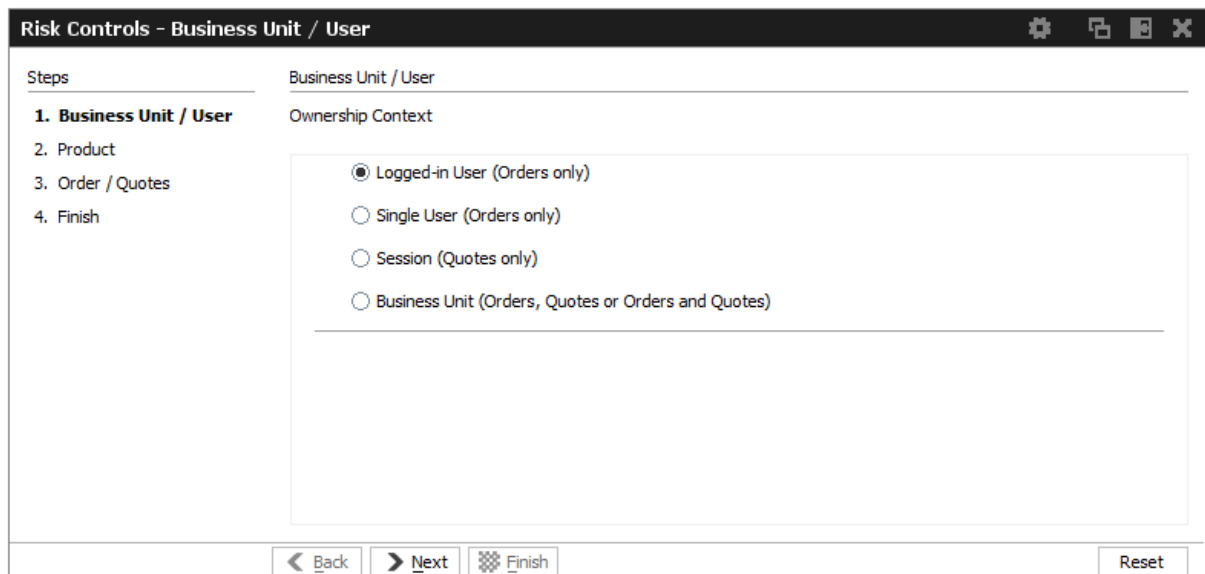 Risk Controls - Business Unit / User
Steps
1. Business Unit / User
2. Product
3. Order / Quotes
4. Finish
Business Unit / User
Ownership Context
Logged-in User (Orders only)
Single User (Orders only)
Session (Quotes only)
Business Unit (Orders, Quotes or Orders and Quotes)
Back Next Finish Reset